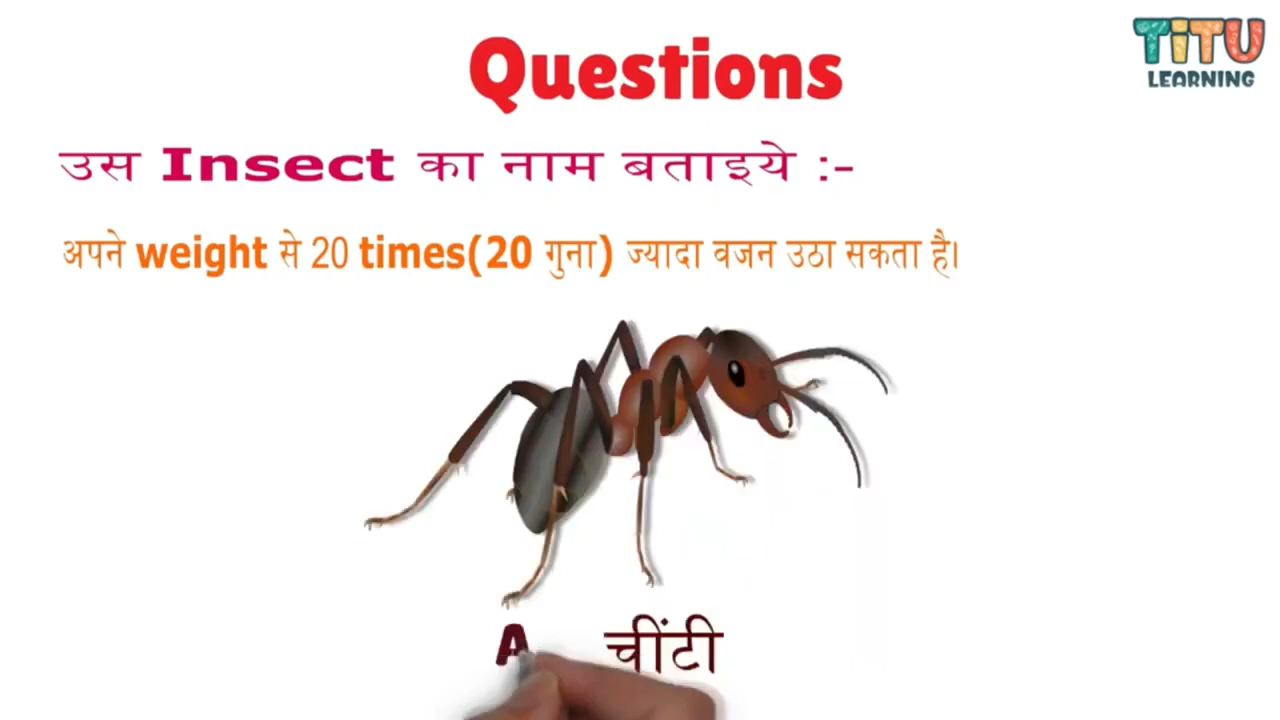 TiTU
LEARNING
Questions
उस Insect का नाम बताइये :-
अपने weight से 20 times(20 गुना) ज्यादा वजन उठा सकता है।
A चींटी